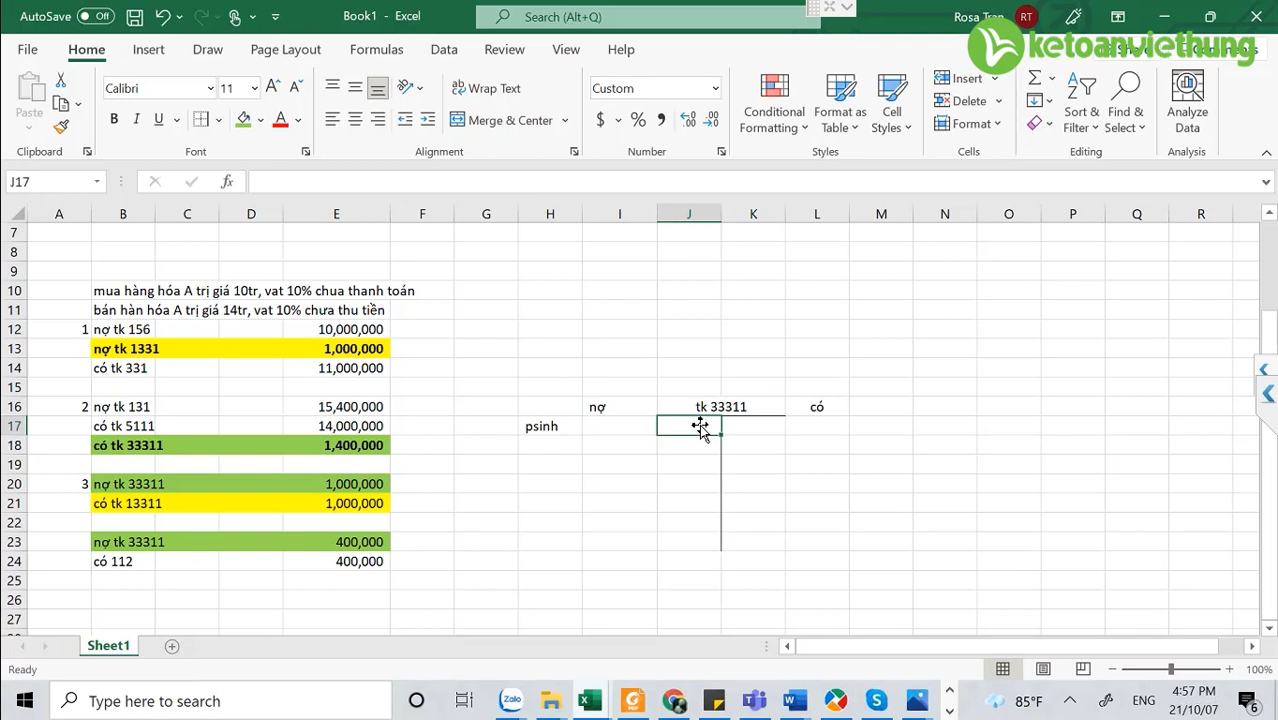 AutoSave Off Book1 - Excel Search (Alt+Q) Rosa Tran RT
File Home Insert Draw Page Layout Formulas Data Review View Help
ketoanviethung
Paste Calibri 11 Wrap Text Custom Conditional Formatting Format as Table Cell Styles Insert Sort & Filter Find & Select Analyze Data
B I U A Merge & Center $ % Delete
Format
Clipboard Font Alignment Number Styles Cells Editing Analysis
J17 fx
A B C D E F G H I J K L M N O P Q R
7
8
9
10 mua hàng hóa A trị giá 10tr, vat 10% chua thanh toán
11 bán hàn hóa A trị giá 14tr, vat 10% chưa thu tiền
12 1 nợ tk 156 10,000,000
13 nợ tk 1331 1,000,000
14 có tk 331 11,000,000
15
16 2 nợ tk 131 15,400,000 nợ tk 33311 có
17 có tk 5111 14,000,000 psinh
18 có tk 33311 1,400,000
19
20 3 nợ tk 33311 1,000,000
21 có tk 13311 1,000,000
22
23 nợ tk 33311 400,000
24 có 112 400,000
25
26
27
Sheet1
Ready 100%
Type here to search Zalo 85°F 4:57 PM
21/10/07 6